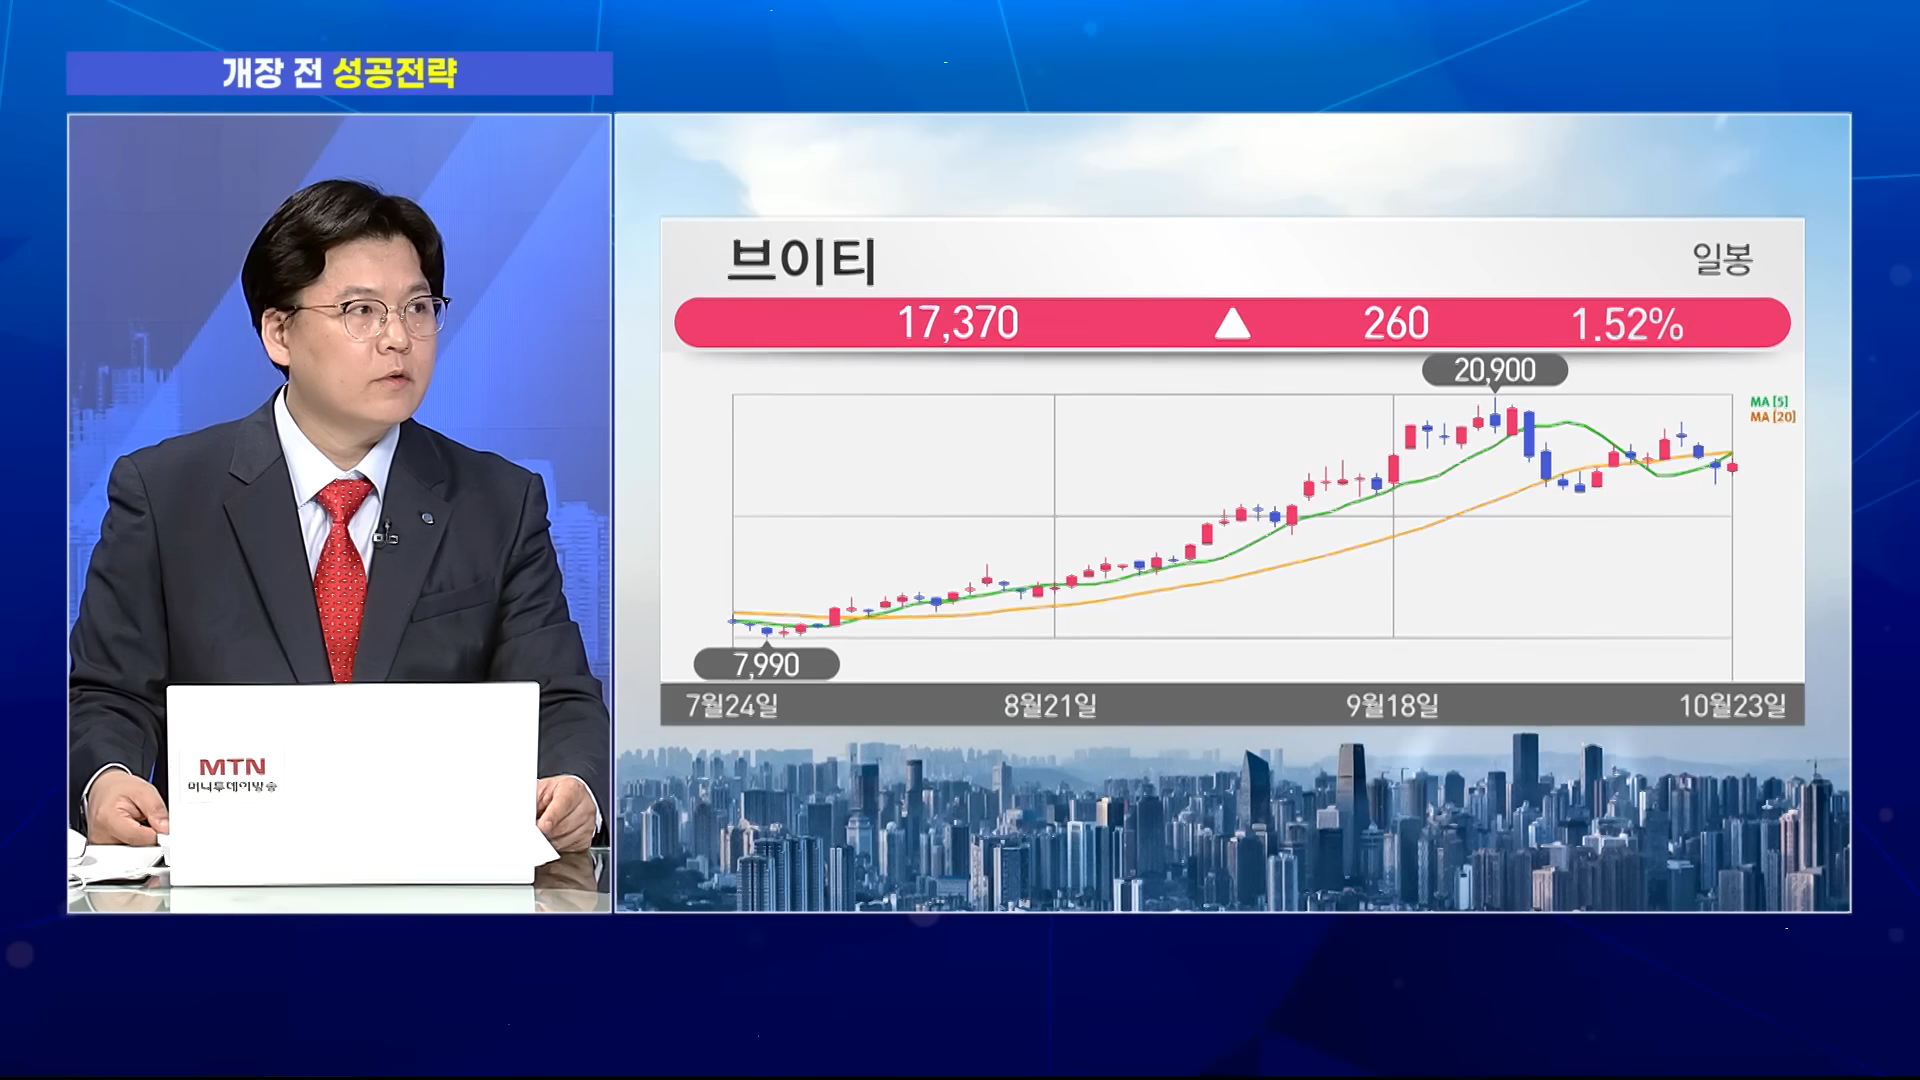 개장 전 성공전략
브이티
일봉
17,370 ▲ 260 1.52%
20,900
MA [5]
MA [20]
7,990
7월24일 8월21일 9월18일 10월23일
MTN
머니투데이방송